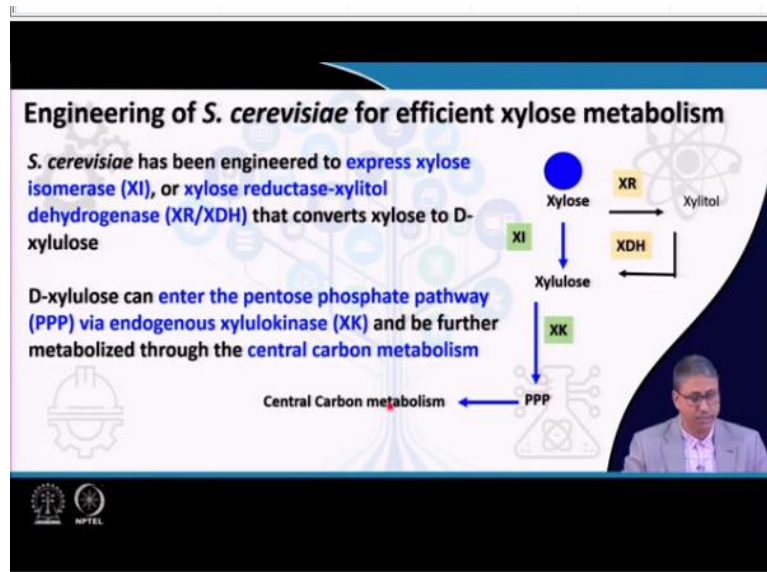 Engineering of S. cerevisiae for efficient xylose metabolism
S. cerevisiae has been engineered to express xylose
isomerase (XI), or xylose reductase-xylitol
dehydrogenase (XR/XDH) that converts xylose to D-
xylulose
D-xylulose can enter the pentose phosphate pathway
(PPP) via endogenous xylulokinase (XK) and be further
metabolized through the central carbon metabolism
Xylose
XR
Xylitol
XI
XDH
Xylulose
XK
Central Carbon metabolism
PPP
NPTEL